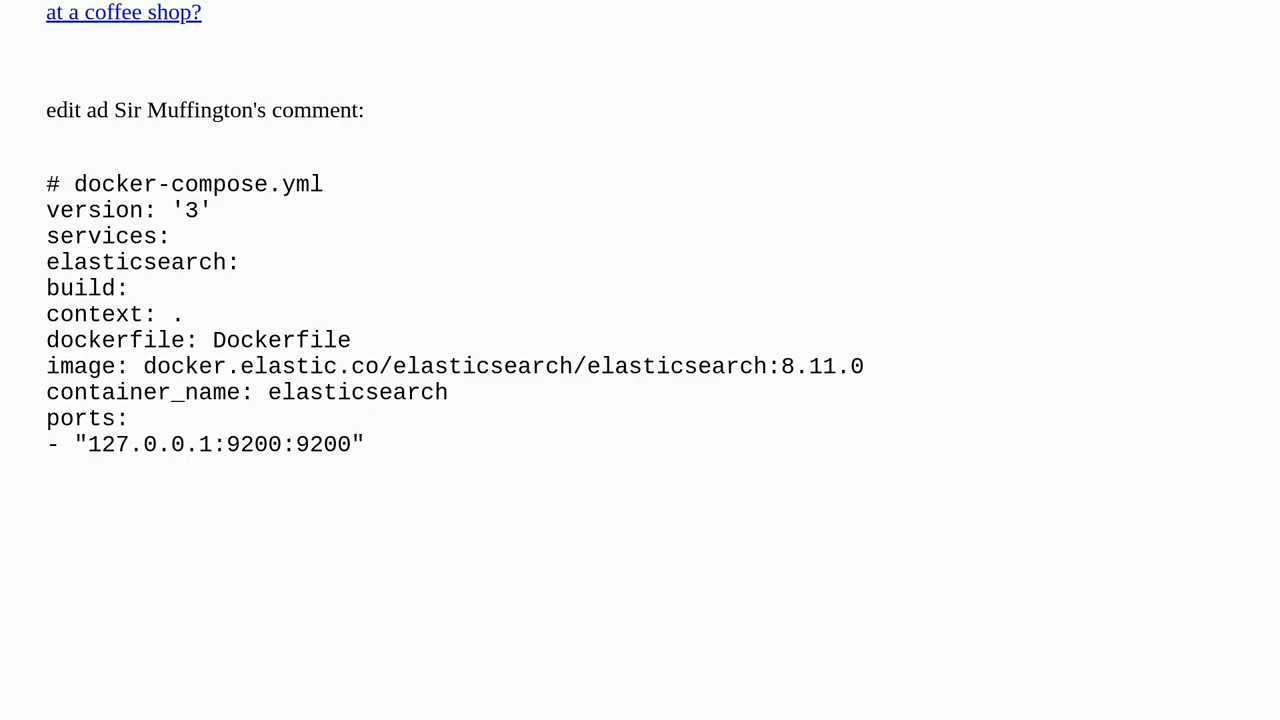 at a coffee shop?
edit ad Sir Muffington's comment:
# docker-compose.yml
version: '3'
services:
elasticsearch:
build:
context: .
dockerfile: Dockerfile
image: docker.elastic.co/elasticsearch/elasticsearch:8.11.0
container_name: elasticsearch
ports:
- "127.0.0.1:9200:9200"